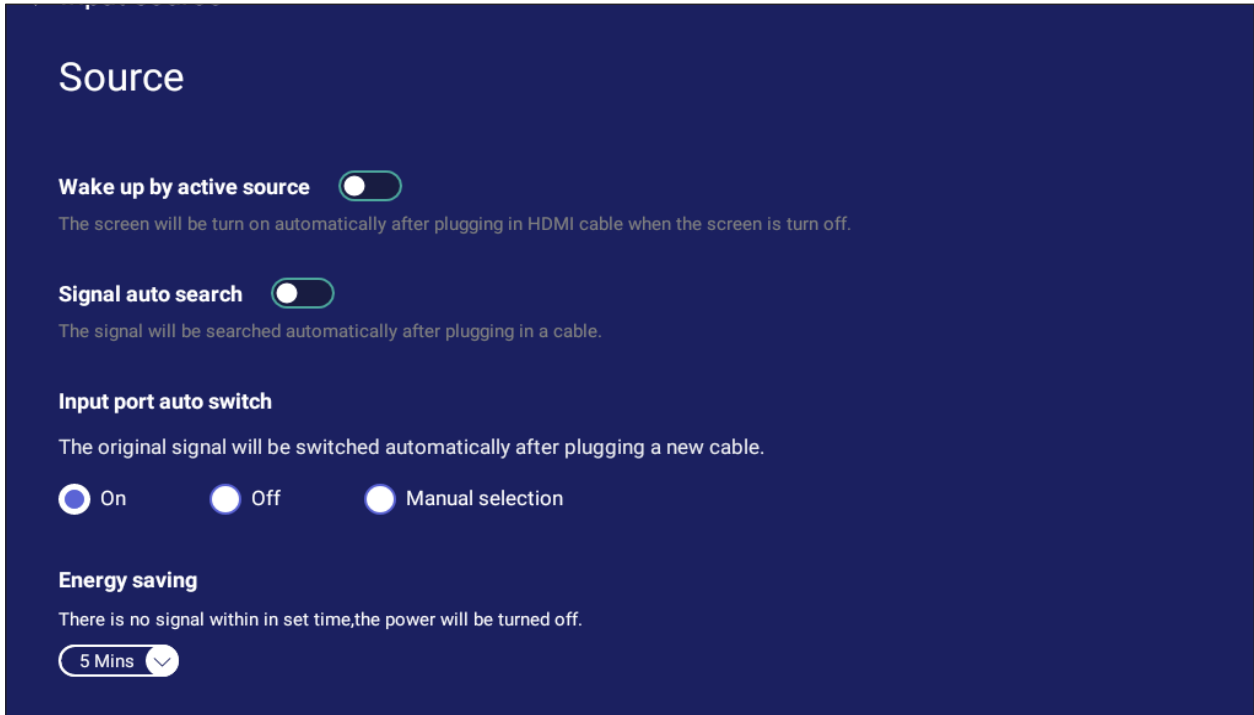 Source
Wake up by active source
The screen will be turn on automatically after plugging in HDMI cable when the screen is turn off.
Signal auto search
The signal will be searched automatically after plugging in a cable.
Input port auto switch
The original signal will be switched automatically after plugging a new cable.
On Off Manual selection
Energy saving
There is no signal within in set time,the power will be turned off.
5 Mins